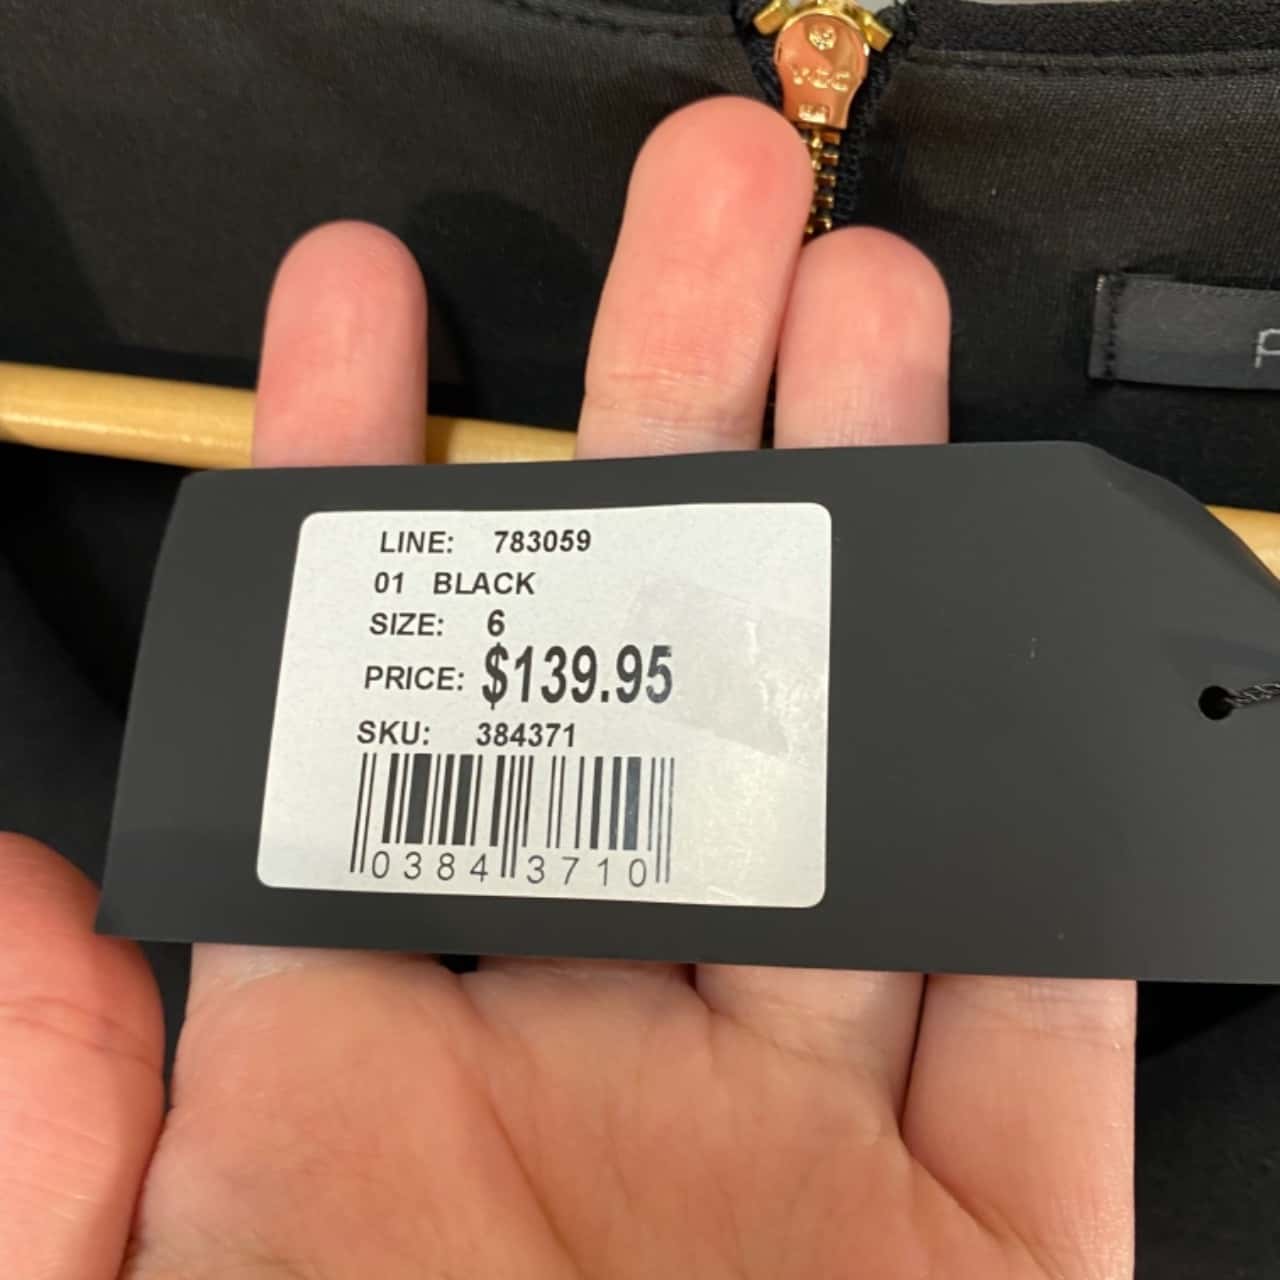 LINE: 783059
01 BLACK
SIZE: 6
PRICE: $139.95
SKU: 384371
0384 3710